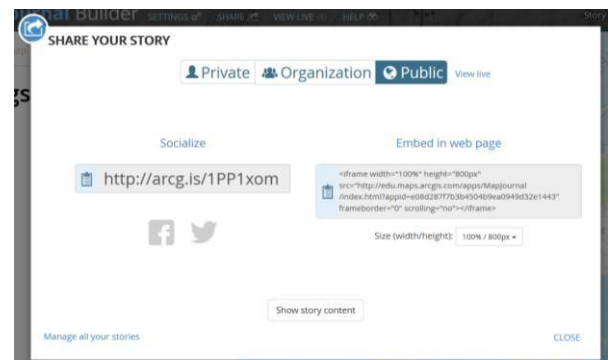 Journal Builder SETTINGS SHARE VIEW LIVE HELP Story
SHARE YOUR STORY
Private Organization Public View live
gs
Socialize Embed in web page
http://arcg.is/1PP1xom
<iframe width="100%" height="800px"
src="http://edu.maps.arcgis.com/apps/MapJournal
/index.html?appid=e08d287f7b3b4504b9ea0949d32e1443"
frameborder="0" scrolling="no"></iframe>
Size (width/height): 100% / 800px
Show story content
Manage all your stories CLOSE